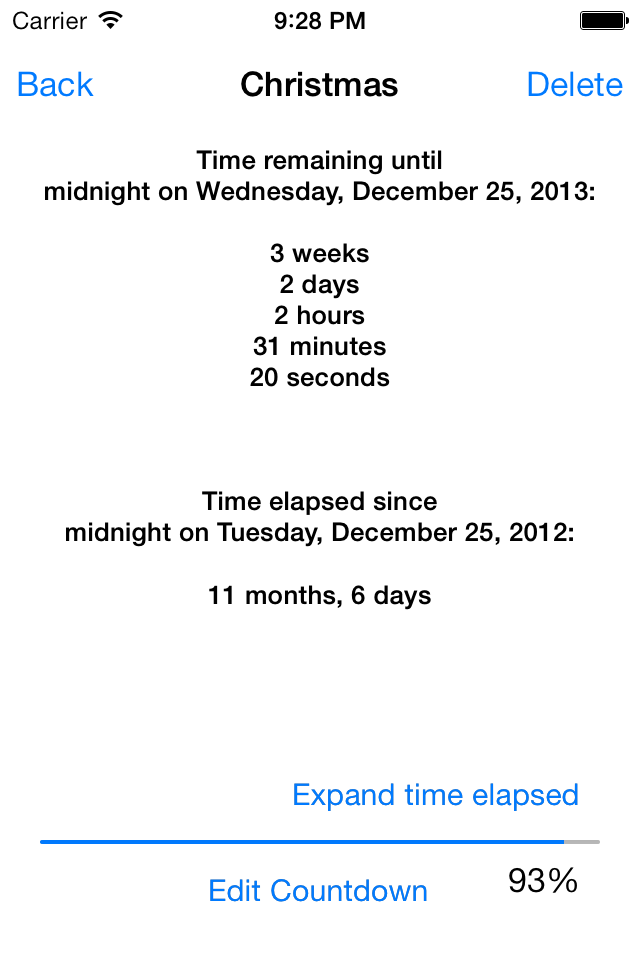 Carrier 9:28 PM
Back Christmas Delete
Time remaining until
midnight on Wednesday, December 25, 2013:
3 weeks
2 days
2 hours
31 minutes
20 seconds
Time elapsed since
midnight on Tuesday, December 25, 2012:
11 months, 6 days
Expand time elapsed
Edit Countdown 93%